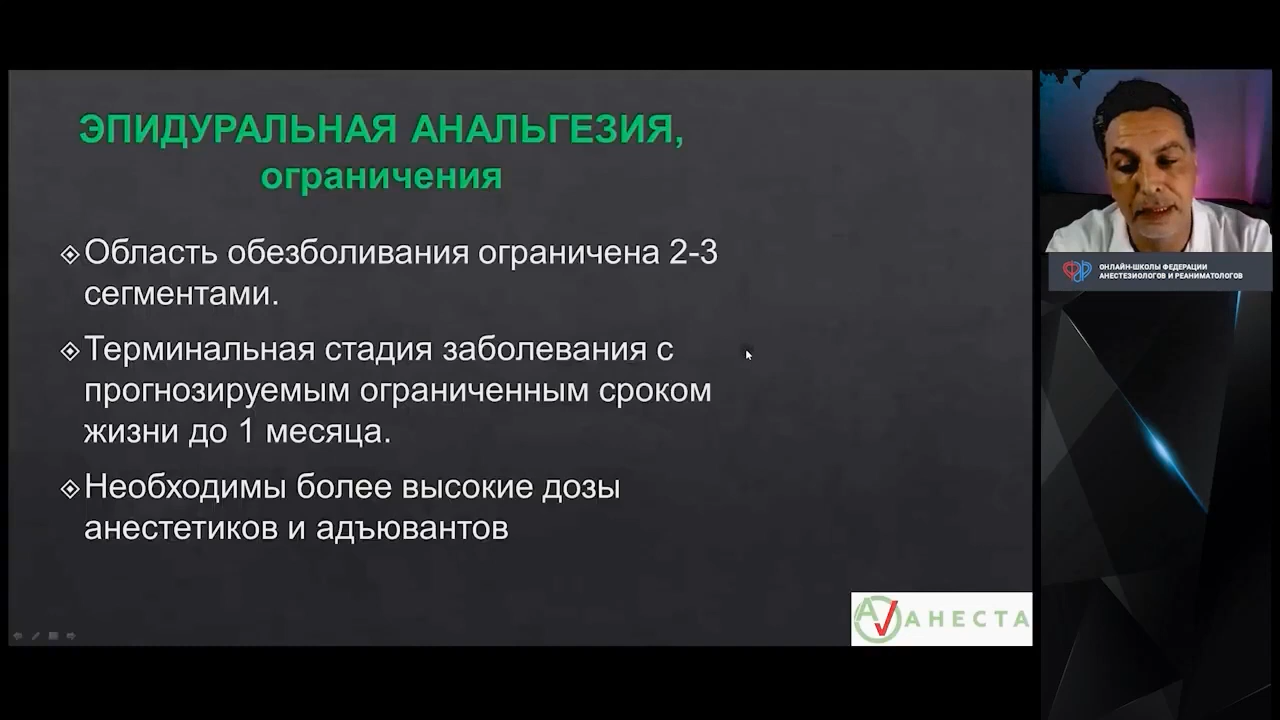 ЭПИДУРАЛЬНАЯ АНАЛЬГЕЗИЯ,
ограничения
Область обезболивания ограничена 2-3
сегментами.
Терминальная стадия заболевания с
прогнозируемым ограниченным сроком
жизни до 1 месяца.
Необходимы более высокие дозы
анестетиков и адъювантов
АНЕСТА
ОНЛАЙН-ШКОЛЫ ФЕДЕРАЦИИ
АНЕСТЕЗИОЛОГОВ И РЕАНИМАТОЛОГОВ